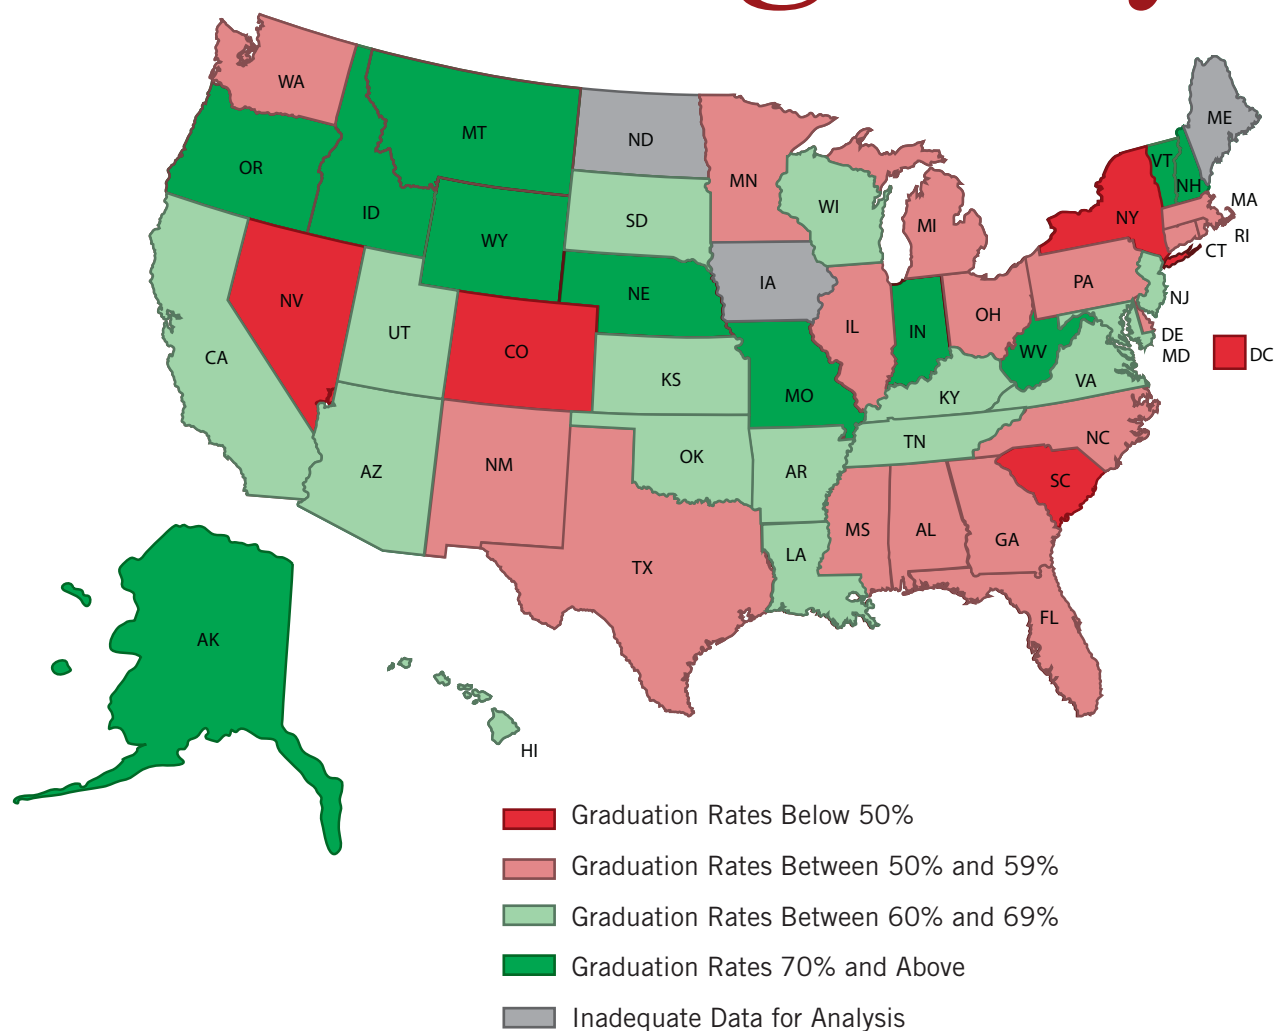 WA
MT
ND
MN
ME
OR
ID
WY
SD
WI
MI
VT
NH
NY
MA
RI
CT
NV
UT
CO
NE
IA
IL
IN
OH
PA
NJ
DE
MD
DC
CA
KS
MO
KY
WV
VA
AZ
NM
OK
AR
TN
NC
SC
TX
LA
MS
AL
GA
FL
AK
HI
Graduation Rates Below 50%
Graduation Rates Between 50% and 59%
Graduation Rates Between 60% and 69%
Graduation Rates 70% and Above
Inadequate Data for Analysis